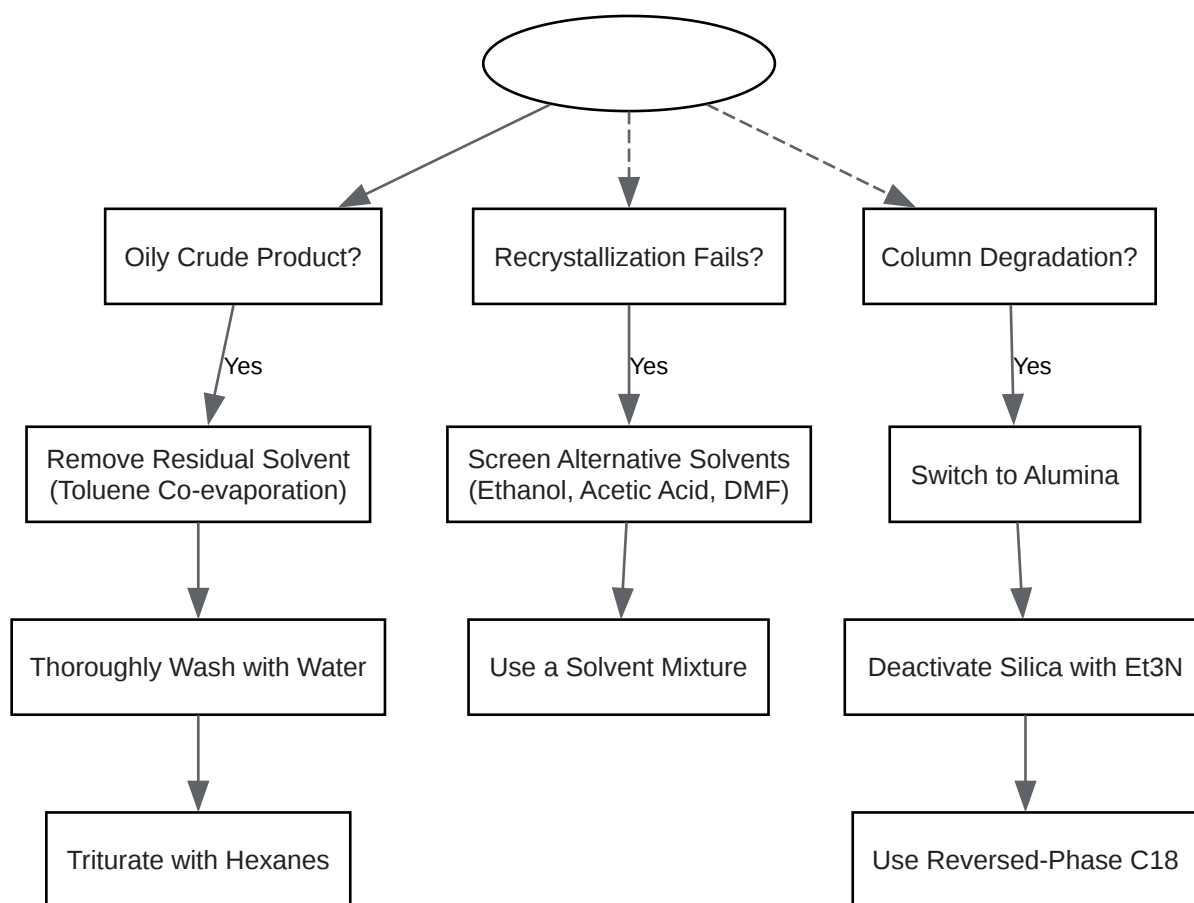 Oily Crude Product?
Recrystallization Fails?
Column Degradation?
Yes
Yes
Yes
Remove Residual Solvent
(Toluene Co-evaporation)
Screen Alternative Solvents
(Ethanol, Acetic Acid, DMF)
Switch to Alumina
Thoroughly Wash with Water
Use a Solvent Mixture
Deactivate Silica with Et3N
Triturate with Hexanes
Use Reversed-Phase C18